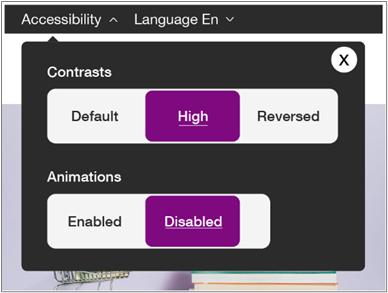 Accessibility Language En
X
Contrasts
Default High Reversed
Animations
Enabled Disabled